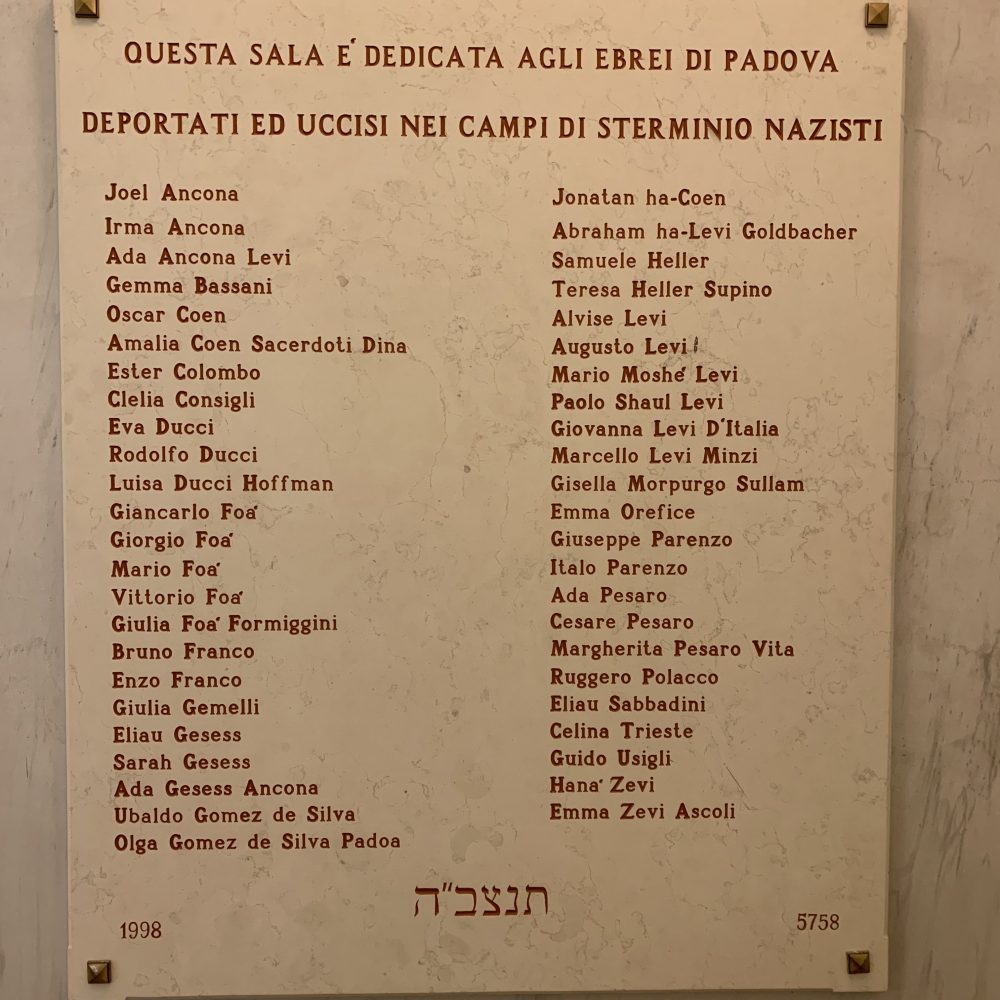 QUESTA SALA E' DEDICATA AGLI EBREI DI PADOVA
DEPORTATI ED UCCISI NEI CAMPI DI STERMINIO NAZISTI
Joel Ancona
Irma Ancona
Ada Ancona Levi
Gemma Bassani
Oscar Coen
Amalia Coen Sacerdoti Dina
Ester Colombo
Clelia Consigli
Eva Ducci
Rodolfo Ducci
Luisa Ducci Hoffman
Giancarlo Foa'
Giorgio Foa'
Mario Foa'
Vittorio Foa'
Giulia Foa' Formiggini
Bruno Franco
Enzo Franco
Giulia Gemelli
Eliau Gesess
Sarah Gesess
Ada Gesess Ancona
Ubaldo Gomez de Silva
Olga Gomez de Silva Padoa
Jonatan ha-Coen
Abraham ha-Levi Goldbacher
Samuele Heller
Teresa Heller Supino
Alvise Levi
Augusto Levi
Mario Moshe' Levi
Paolo Shaul Levi
Giovanna Levi D'Italia
Marcello Levi Minzi
Gisella Morpurgo Sullam
Emma Orefice
Giuseppe Parenzo
Italo Parenzo
Ada Pesaro
Cesare Pesaro
Margherita Pesaro Vita
Ruggero Polacco
Eliau Sabbadini
Celina Trieste
Guido Usigli
Hana' Zevi
Emma Zevi Ascoli
תנצב"ה
1998
5758